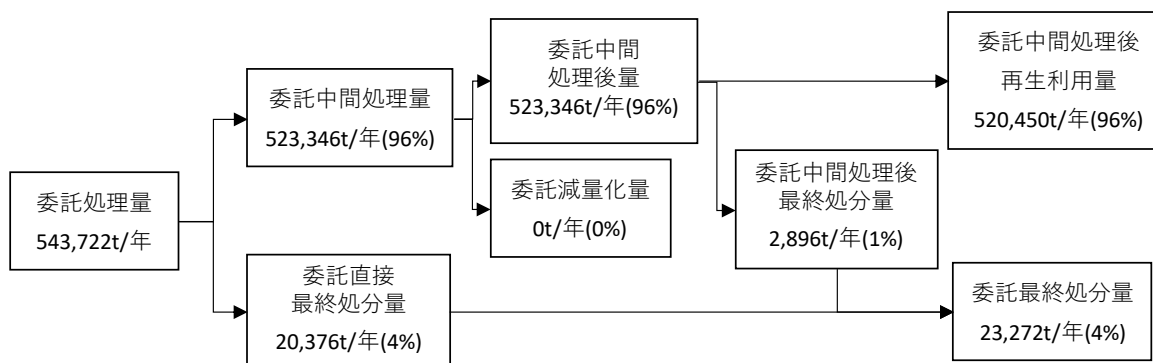 委託処理量
543,722t/年
委託中間処理量
523,346t/年(96%)
委託直接
最終処分量
20,376t/年(4%)
委託中間
処理後量
523,346t/年(96%)
委託減量化量
0t/年(0%)
委託中間処理後
最終処分量
2,896t/年(1%)
委託中間処理後
再生利用量
520,450t/年(96%)
委託最終処分量
23,272t/年(4%)